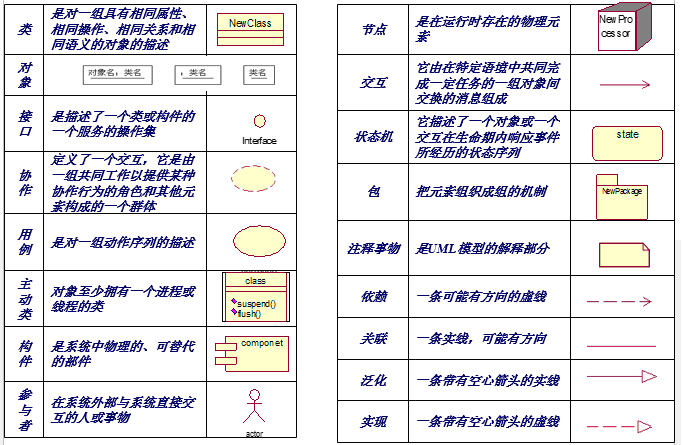 类
是对一组具有相同属性、
相同操作、相同关系和相
同语义的对象的描述
NewClass
对
象
对象名：类名
：类名
类名
接
口
是描述了一个类或构件的
一个服务的操作集
Interface
协
作
定义了一个交互，它是由
一组共同工作以提供某种
协作行为的角色和其他元
素构成的一个群体
用
例
是对一组动作序列的描述
主
动
类
对象至少拥有一个进程或
线程的类
class
suspend()
flush()
构
件
是系统中物理的、可替代
的部件
componet
参
与
者
在系统外部与系统直接交
互的人或事物
actor
节点
是在运行时存在的物理元
素
New Pro
cessor
交互
它由在特定语境中共同完
成一定任务的一组对象间
交换的消息组成
状态机
它描述了一个对象或一个
交互在生命期内响应事件
所经历的状态序列
state
包
把元素组织成组的机制
NewPackage
注释事物
是UML模型的解释部分
依赖
一条可能有方向的虚线
关联
一条实线，可能有方向
泛化
一条带有空心箭头的实线
实现
一条带有空心箭头的虚线